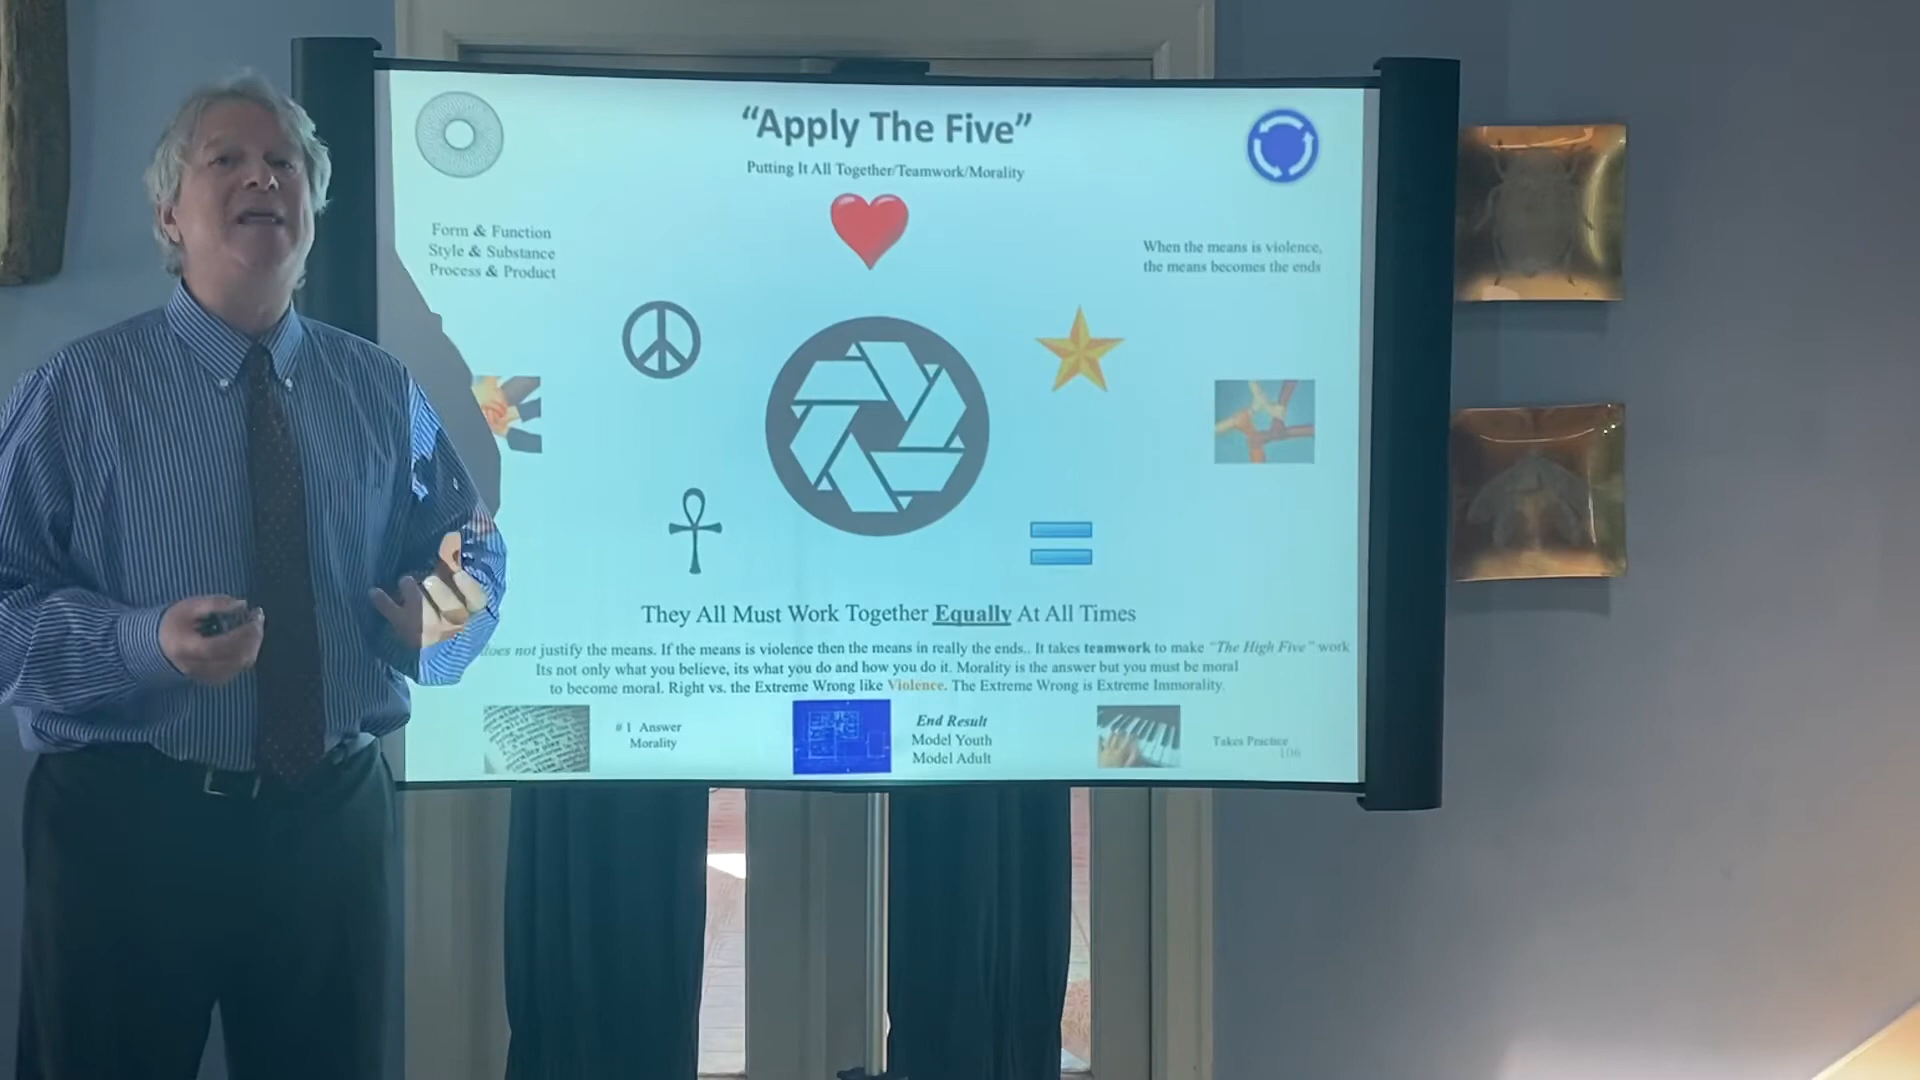 “Apply The Five”
Putting It All Together/Teamwork/Morality
Form & Function
Style & Substance
Process & Product
When the means is violence,
the means becomes the ends
They All Must Work Together Equally At All Times
does not justify the means. If the means is violence then the means in really the ends.. It takes teamwork to make “The High Five” work
Its not only what you believe, its what you do and how you do it. Morality is the answer but you must be moral
to become moral. Right vs. the Extreme Wrong like Violence. The Extreme Wrong is Extreme Immorality.
# 1 Answer
Morality
End Result
Model Youth
Model Adult
Takes Practice
106